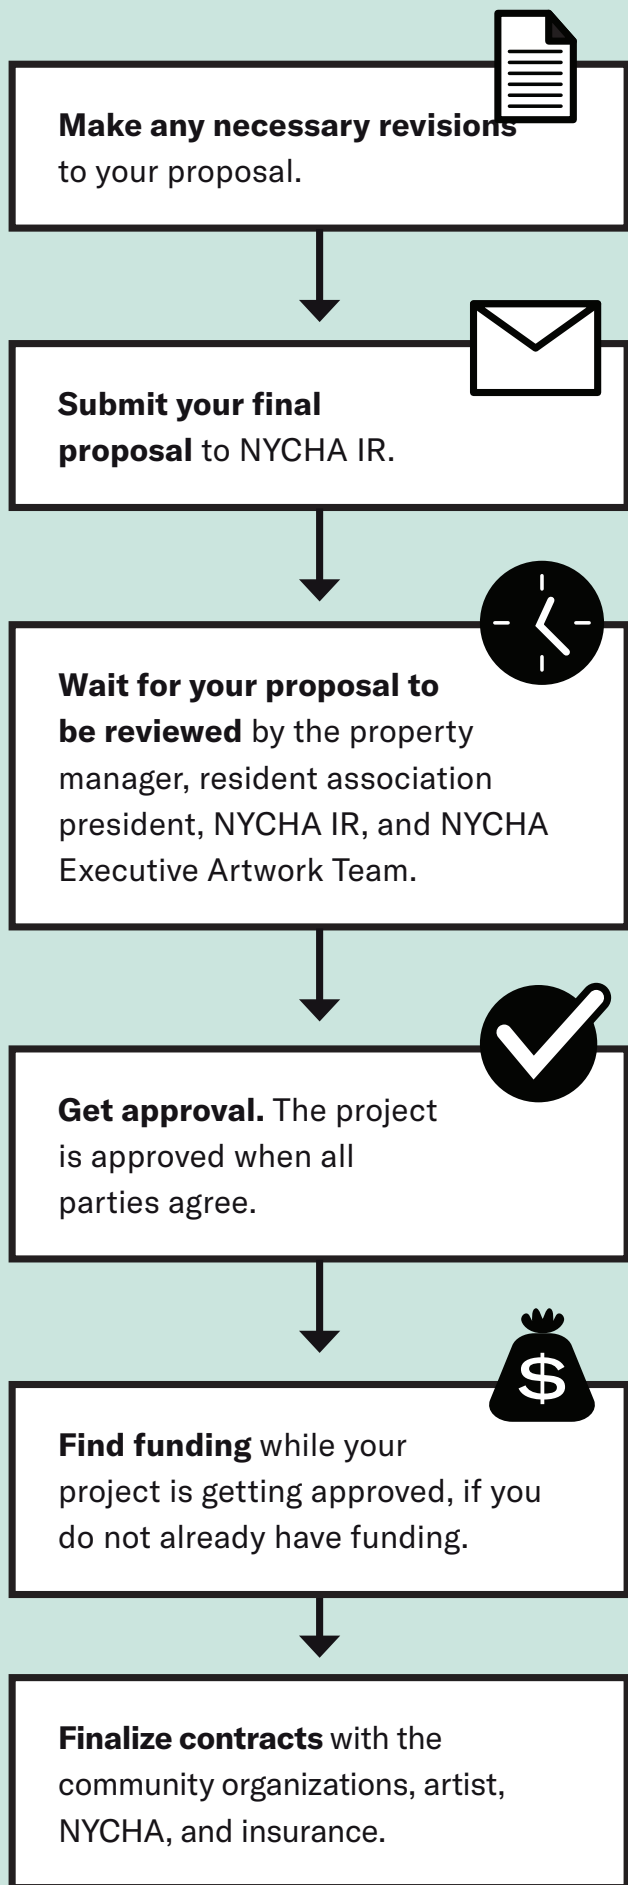 Make any necessary revisions
to your proposal.
Submit your final
proposal to NYCHA IR.
Wait for your proposal to
be reviewed by the property
manager, resident association
president, NYCHA IR, and NYCHA
Executive Artwork Team.
Get approval. The project
is approved when all
parties agree.
$
Find funding while your
project is getting approved, if you
do not already have funding.
Finalize contracts with the
community organizations, artist,
NYCHA, and insurance.